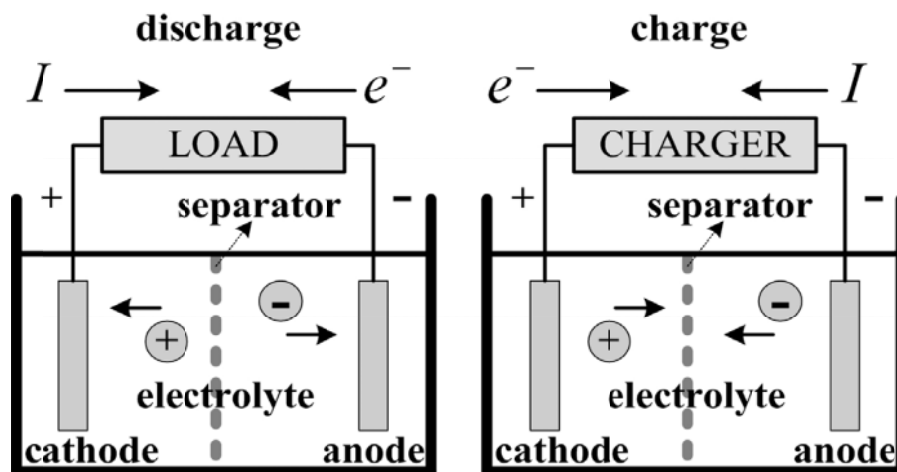 discharge
I e⁻
LOAD
+ -
separator
+ -
electrolyte
cathode anode
charge
e⁻ I
CHARGER
+ -
separator
+ -
electrolyte
cathode anode